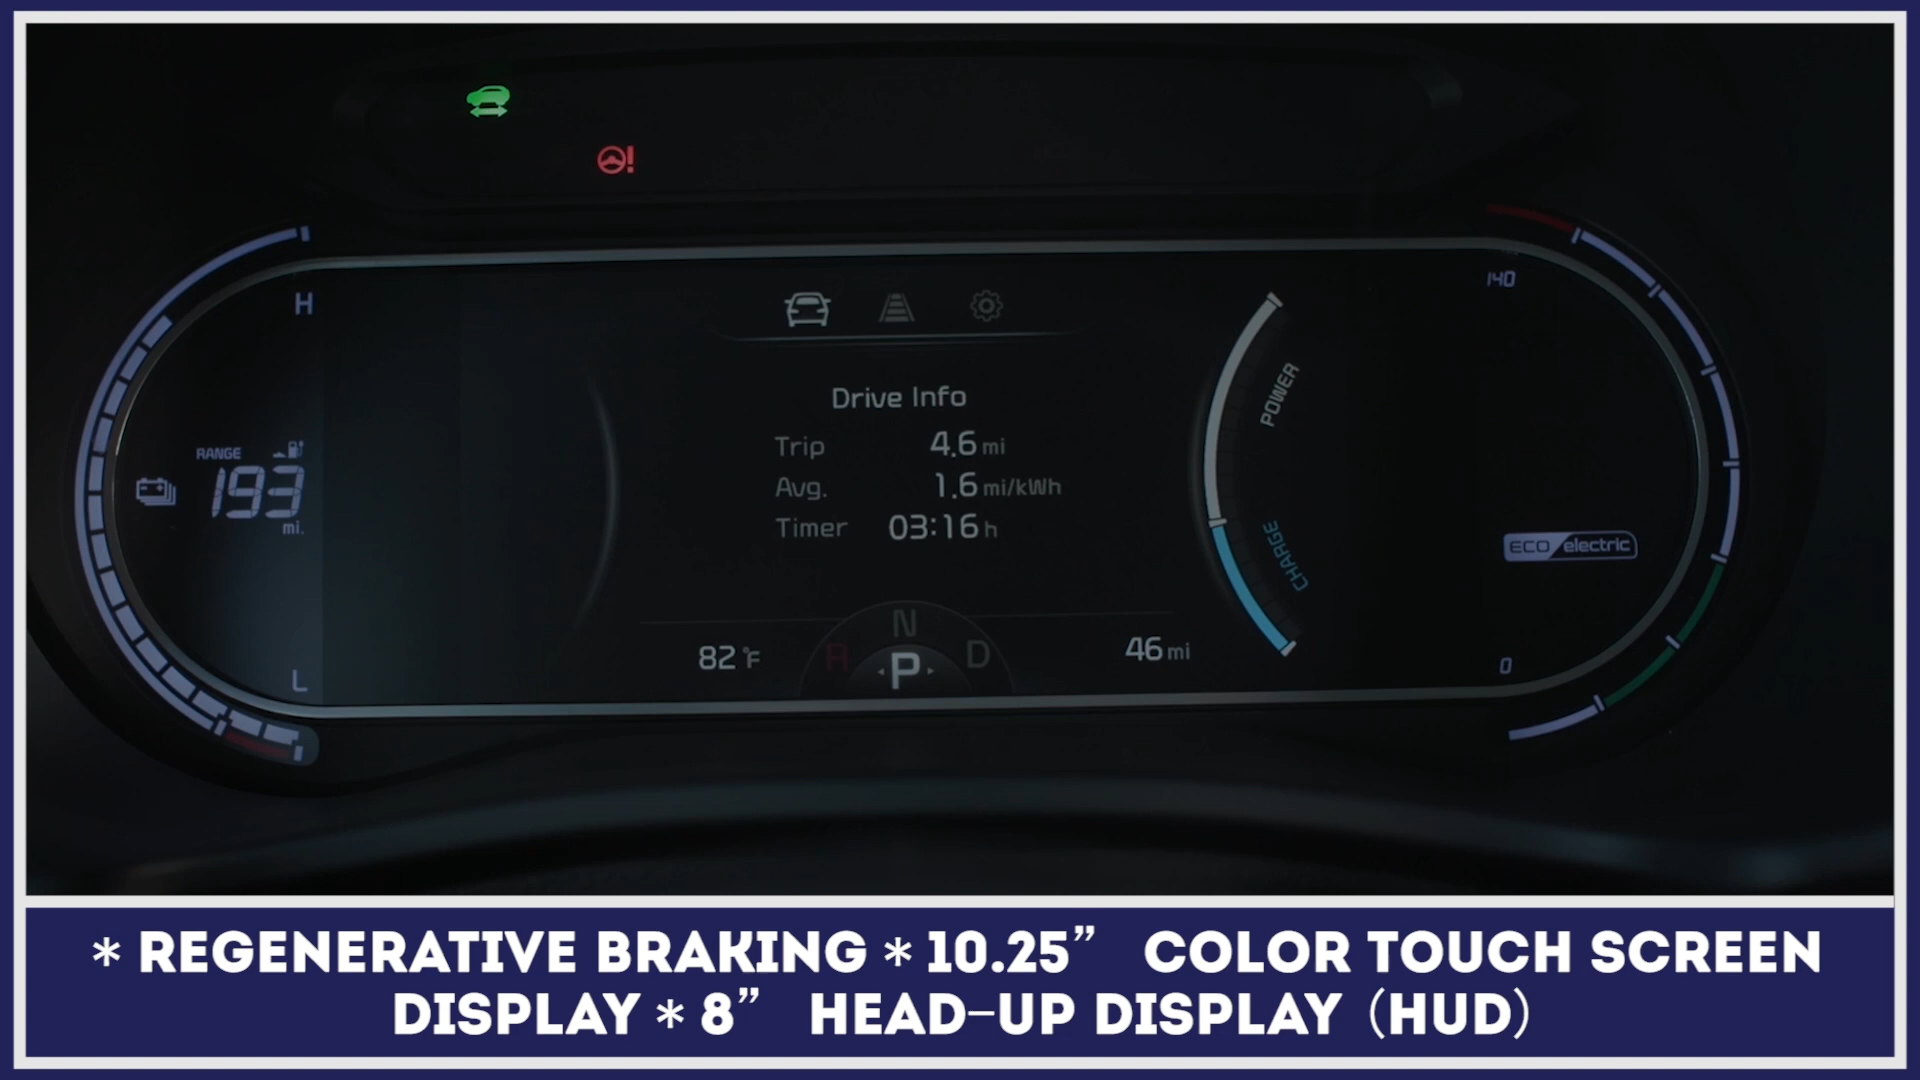 H
140
POWER
Drive Info
Trip 4.6 mi
RANGE
193
mi.
Avg. 1.6 mi/kWh
Timer 03:16 h
CHARGE
ECO electric
N
82°F
R
P
D
46 mi
L
0
* REGENERATIVE BRAKING * 10.25” COLOR TOUCH SCREEN
DISPLAY * 8” HEAD-UP DISPLAY (HUD)